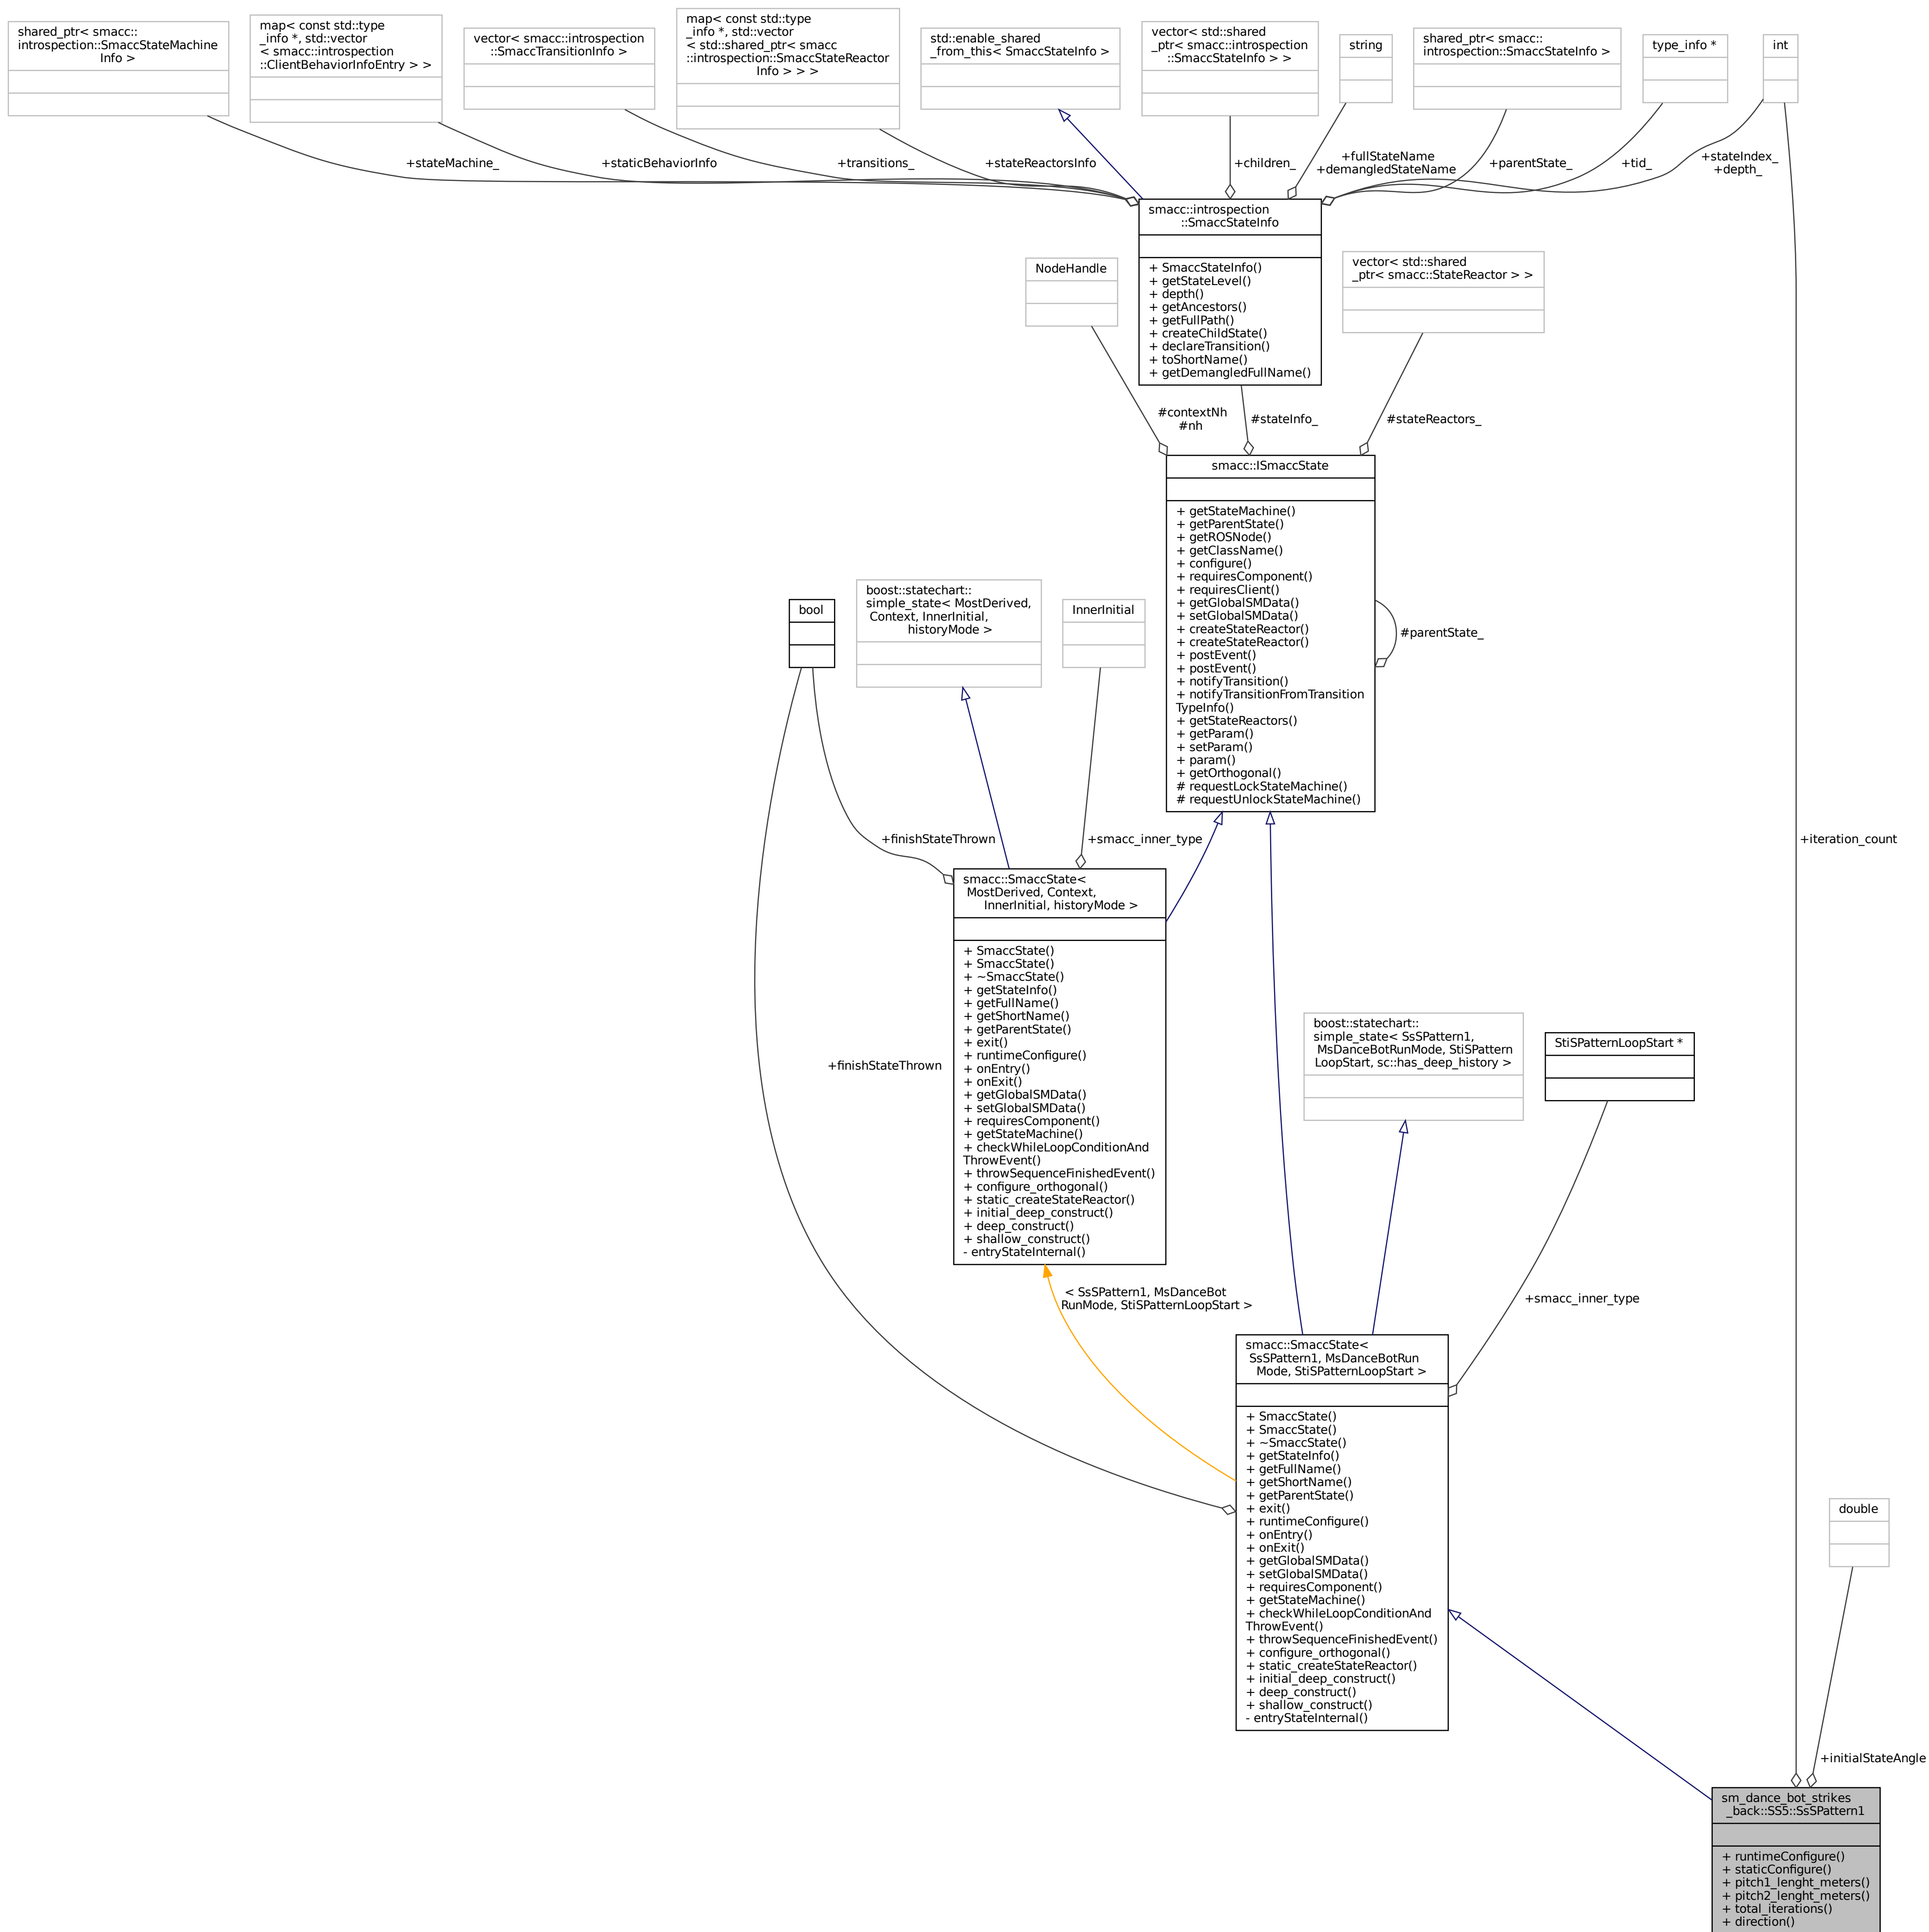 shared_ptr< smacc::
introspection::SmaccStateMachine
Info >
map< const std::type
_info *, std::vector
< smacc::introspection
::ClientBehaviorInfoEntry > >
vector< smacc::introspection
::SmaccTransitionInfo >
map< const std::type
_info *, std::vector
< std::shared_ptr< smacc
::introspection::SmaccStateReactor
Info > > >
std::enable_shared
_from_this< SmaccStateInfo >
vector< std::shared
_ptr< smacc::introspection
::SmaccStateInfo > >
string
shared_ptr< smacc::
introspection::SmaccStateInfo >
type_info *
int
+stateMachine_
+staticBehaviorInfo
+transitions_
+stateReactorsInfo
+children_
+fullStateName
+demangledStateName
+parentState_
+tid_
+stateIndex_
+depth_
smacc::introspection
::SmaccStateInfo
+ SmaccStateInfo()
+ getStateLevel()
+ depth()
+ getAncestors()
+ getFullPath()
+ createChildState()
+ declareTransition()
+ toShortName()
+ getDemangledFullName()
NodeHandle
vector< std::shared
_ptr< smacc::StateReactor > >
#contextNh
#nh
#stateInfo_
#stateReactors_
smacc::ISmaccState
+ getStateMachine()
+ getParentState()
+ getROSNode()
+ getClassName()
+ configure()
+ requiresComponent()
+ requiresClient()
+ getGlobalSMData()
+ setGlobalSMData()
+ createStateReactor()
+ createStateReactor()
+ postEvent()
+ postEvent()
+ notifyTransition()
+ notifyTransitionFromTransition
TypeInfo()
+ getStateReactors()
+ getParam()
+ setParam()
+ param()
+ getOrthogonal()
# requestLockStateMachine()
# requestUnlockStateMachine()
#parentState_
bool
boost::statechart::
simple_state< MostDerived,
Context, InnerInitial,
historyMode >
InnerInitial
+finishStateThrown
+smacc_inner_type
+iteration_count
smacc::SmaccState<
MostDerived, Context,
InnerInitial, historyMode >
+ SmaccState()
+ SmaccState()
+ ~SmaccState()
+ getStateInfo()
+ getFullName()
+ getShortName()
+ getParentState()
+ exit()
+ runtimeConfigure()
+ onEntry()
+ onExit()
+ getGlobalSMData()
+ setGlobalSMData()
+ requiresComponent()
+ getStateMachine()
+ checkWhileLoopConditionAnd
ThrowEvent()
+ throwSequenceFinishedEvent()
+ configure_orthogonal()
+ static_createStateReactor()
+ initial_deep_construct()
+ deep_construct()
+ shallow_construct()
- entryStateInternal()
+finishStateThrown
boost::statechart::
simple_state< SsSPattern1,
MsDanceBotRunMode, StiSPattern
LoopStart, sc::has_deep_history >
StiSPatternLoopStart *
< SsSPattern1, MsDanceBot
RunMode, StiSPatternLoopStart >
+smacc_inner_type
smacc::SmaccState<
SsSPattern1, MsDanceBotRun
Mode, StiSPatternLoopStart >
+ SmaccState()
+ SmaccState()
+ ~SmaccState()
+ getStateInfo()
+ getFullName()
+ getShortName()
+ getParentState()
+ exit()
+ runtimeConfigure()
+ onEntry()
+ onExit()
+ getGlobalSMData()
+ setGlobalSMData()
+ requiresComponent()
+ getStateMachine()
+ checkWhileLoopConditionAnd
ThrowEvent()
+ throwSequenceFinishedEvent()
+ configure_orthogonal()
+ static_createStateReactor()
+ initial_deep_construct()
+ deep_construct()
+ shallow_construct()
- entryStateInternal()
double
+initialStateAngle
sm_dance_bot_strikes
_back::SS5::SsSPattern1
+ runtimeConfigure()
+ staticConfigure()
+ pitch1_lenght_meters()
+ pitch2_lenght_meters()
+ total_iterations()
+ direction()